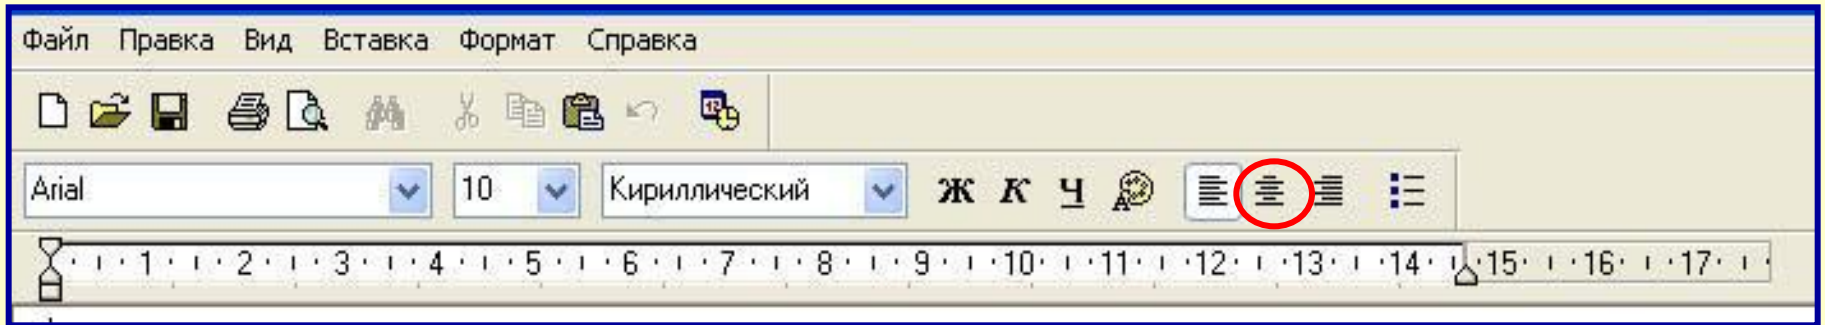 Файл Правка Вид Вставка Формат Справка
12
Arial 10 Кириллический Ж К Ч А
1 2 3 4 5 6 7 8 9 10 11 12 13 14 15 16 17